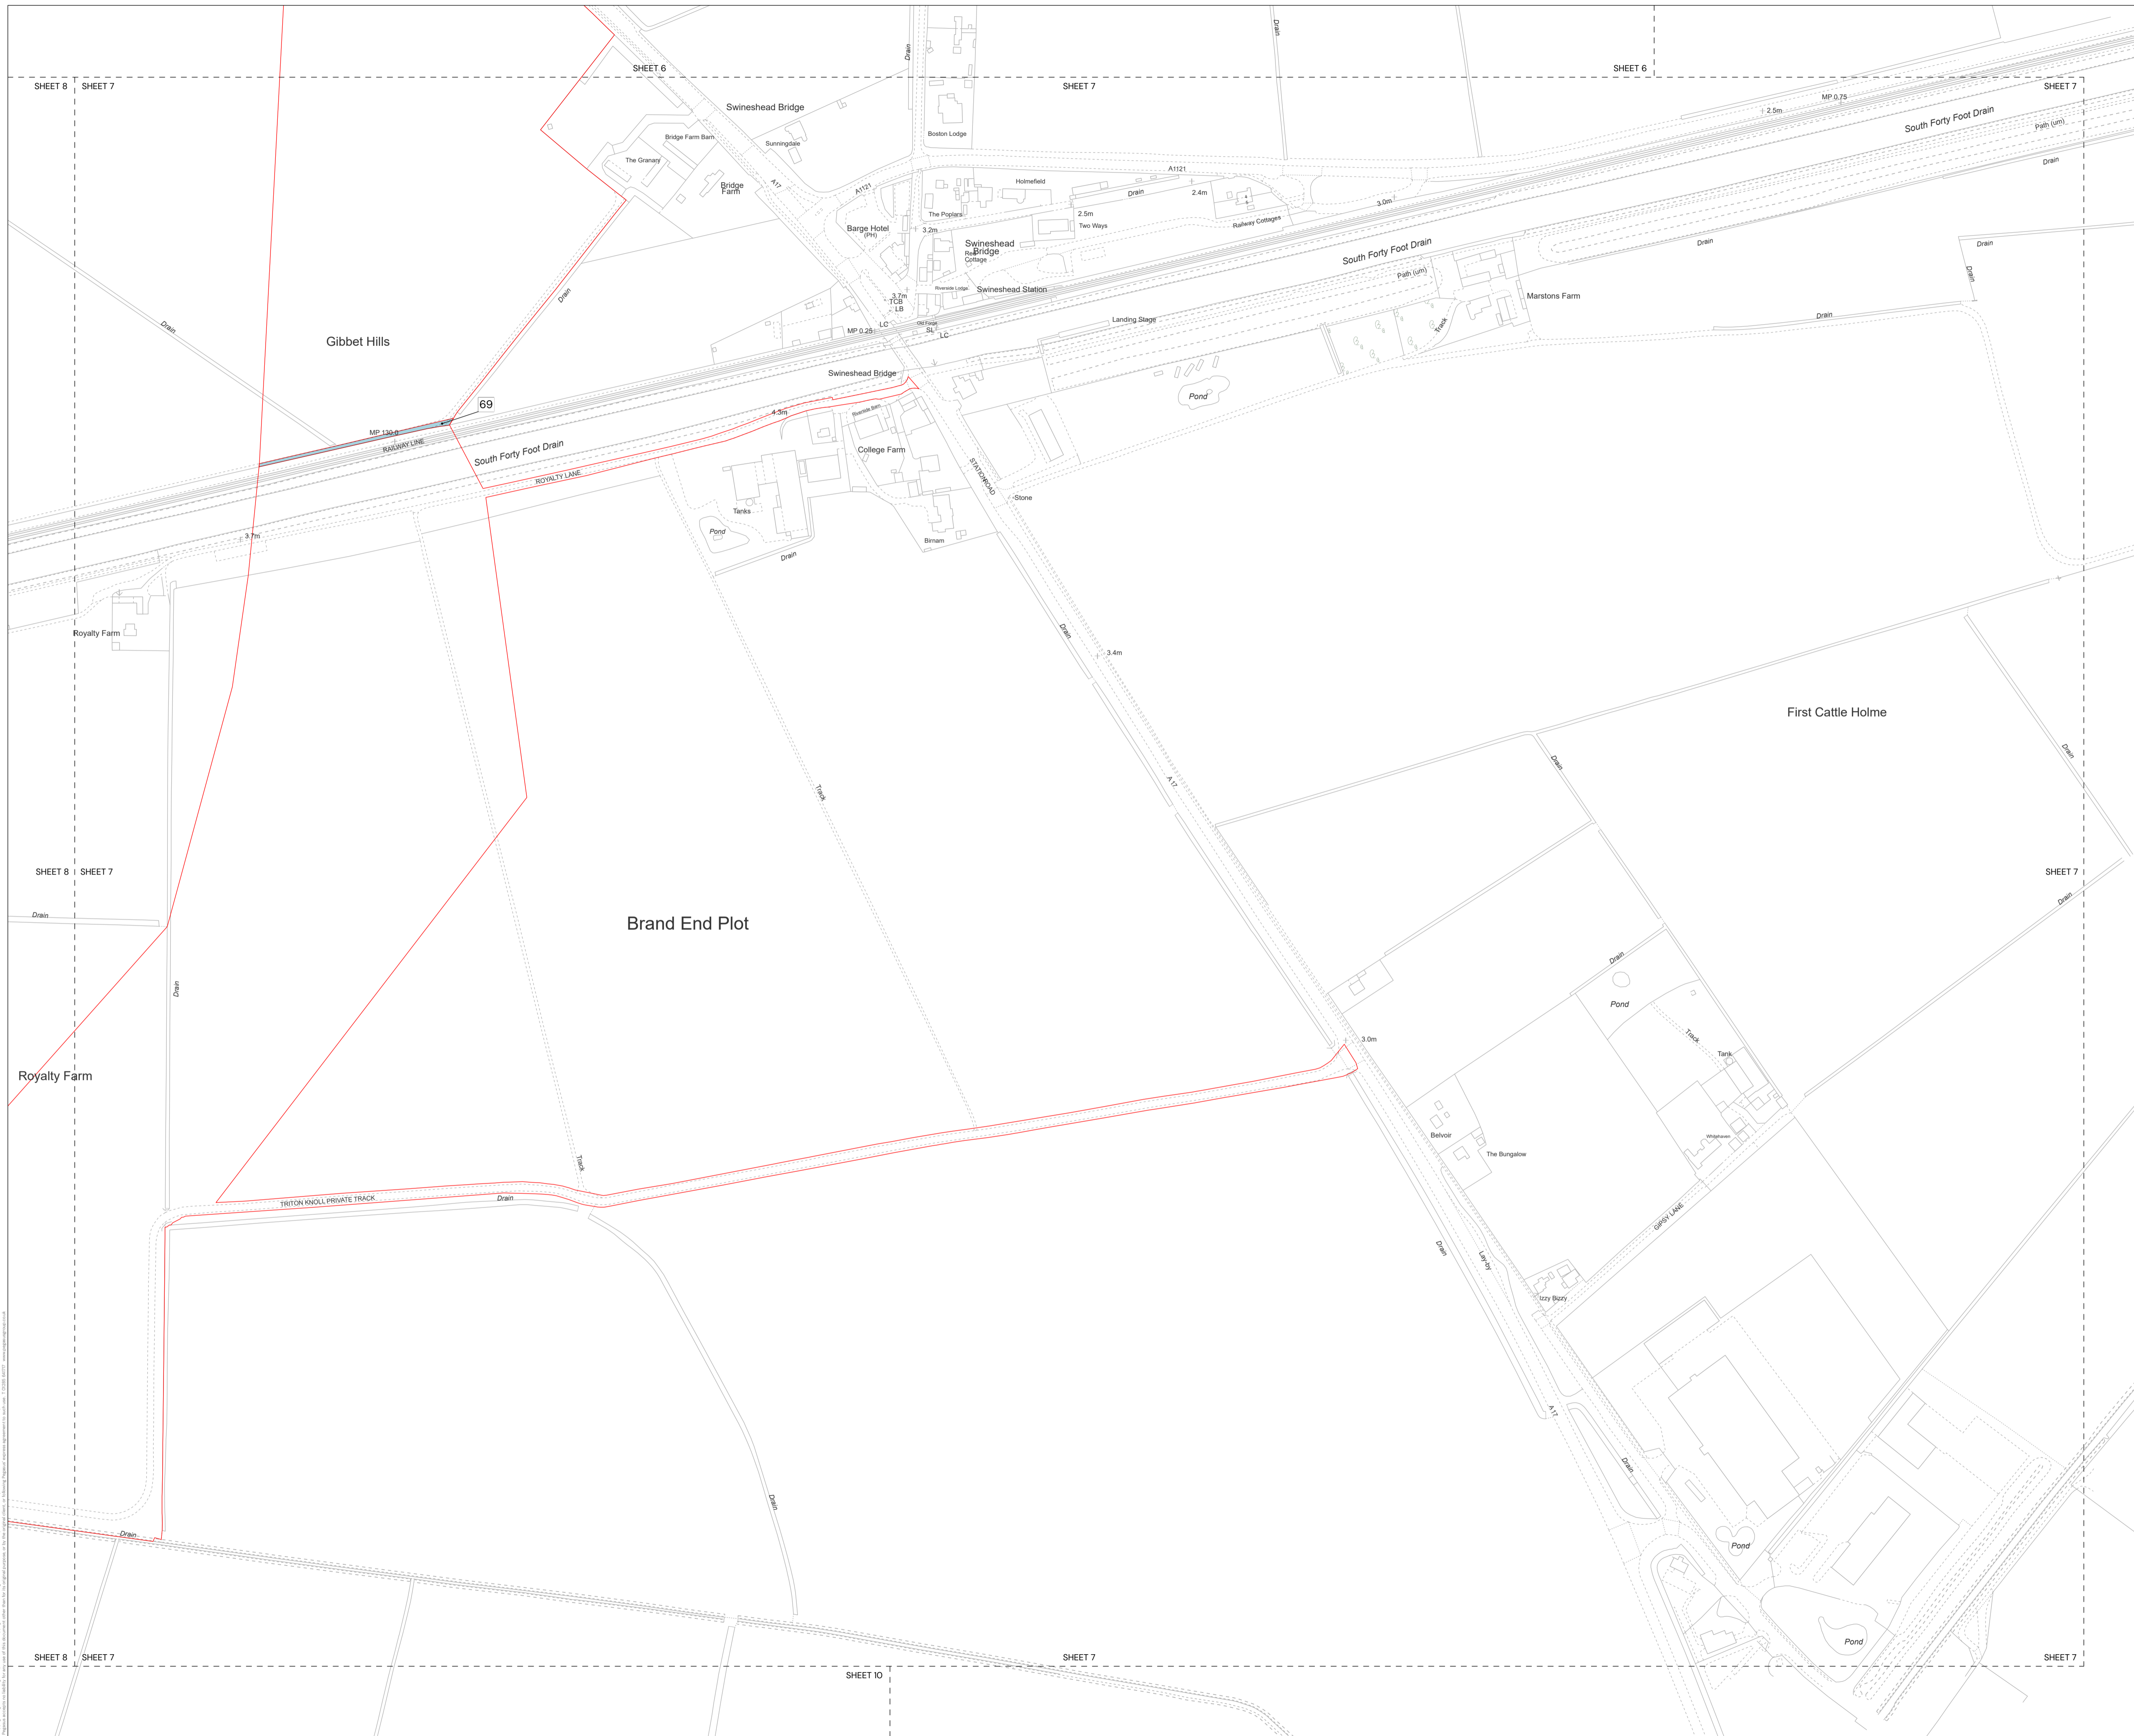 SHEET 6
SHEET 6
SHEET 8
SHEET 7
SHEET 7
SHEET 7
Drain
Drain
Swineshead Bridge
Boston Lodge
Bridge Farm Barn
Sunningdale
The Granary
Bridge
Farm
A17
A1121
A1121
MP 0.75
2.5m
South Forty Foot Drain
Path (um)
Drain
Holmefield
Drain
2.4m
The Poplars
2.5m
Two Ways
Railway Cottages
3.0m
Barge Hotel
(PH)
3.2m
Swineshead
Bridge
Cottage
South Forty Foot Drain
Path (um)
Drain
Drain
Drain
Riverside Lodge
Swineshead Station
3.7m
TCB
LB
Marstons Farm
Drain
Drain
Drain
Gibbet Hills
LC
MP 0.25
Old Forge
SL
LC
Landing Stage
Track
Drain
Swineshead Bridge
Pond
69
4.3m
Riverside Barn
MP 130.0
RAILWAY LINE
South Forty Foot Drain
College Farm
ROYALTY LANE
STATION ROAD
Stone
Tanks
Pond
Birnam
Drain
3.7m
Royalty Farm
Drain
3.4m
First Cattle Holme
Drain
Drain
A17
Track
SHEET 8
SHEET 7
SHEET 7
Drain
Drain
Brand End Plot
Drain
Drain
Pond
Track
Tank
3.0m
Royalty Farm
Belvoir
Whitehaven
The Bungalow
Track
TRITON KNOLL PRIVATE TRACK
Drain
GIPSY LANE
Drain
Lay-by
Izzy Bizzy
A17
Drain
Drain
Drain
Pond
Pond
SHEET 8
SHEET 7
SHEET 7
SHEET 7
SHEET 10